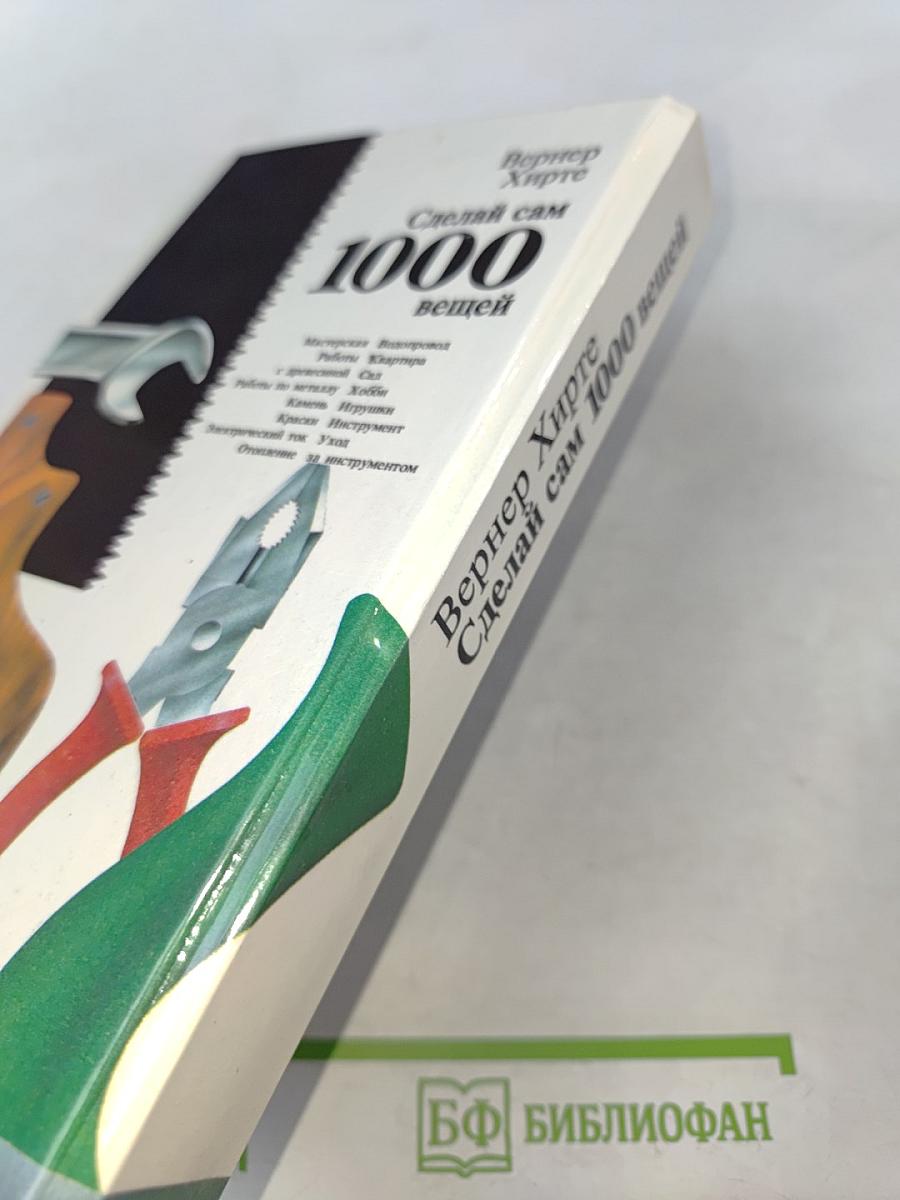 Вернер
Хирте
Сделай сам
1000
вещей
Мастерская Водопровод
Работы Квартира
с древесиной Сад
Работы по металлу Хобби
Камень Игрушки
Краски Инструмент
Электрический ток Уход
Отопление за инструментом
Вернер Хирте
Сделай сам 1000 вещей
БФ БИБЛИОФАН